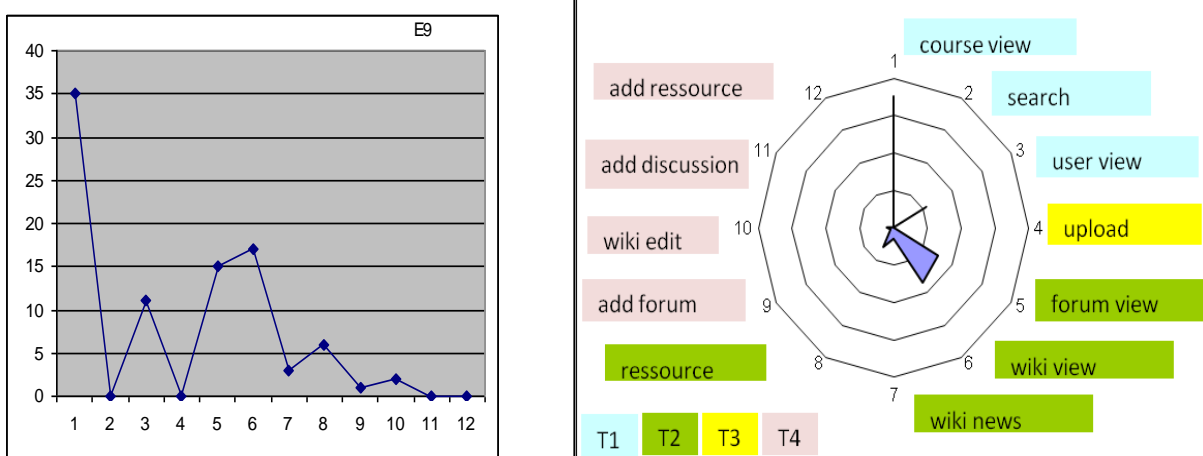 E9
40
35
30
25
20
15
10
5
0
1 2 3 4 5 6 7 8 9 10 11 12
course view
1
add ressource
12
2
search
11
3
user view
add discussion
wiki edit
10
4
upload
add forum
9
5
forum view
ressource
8
6
wiki view
7
wiki news
T1 T2 T3 T4